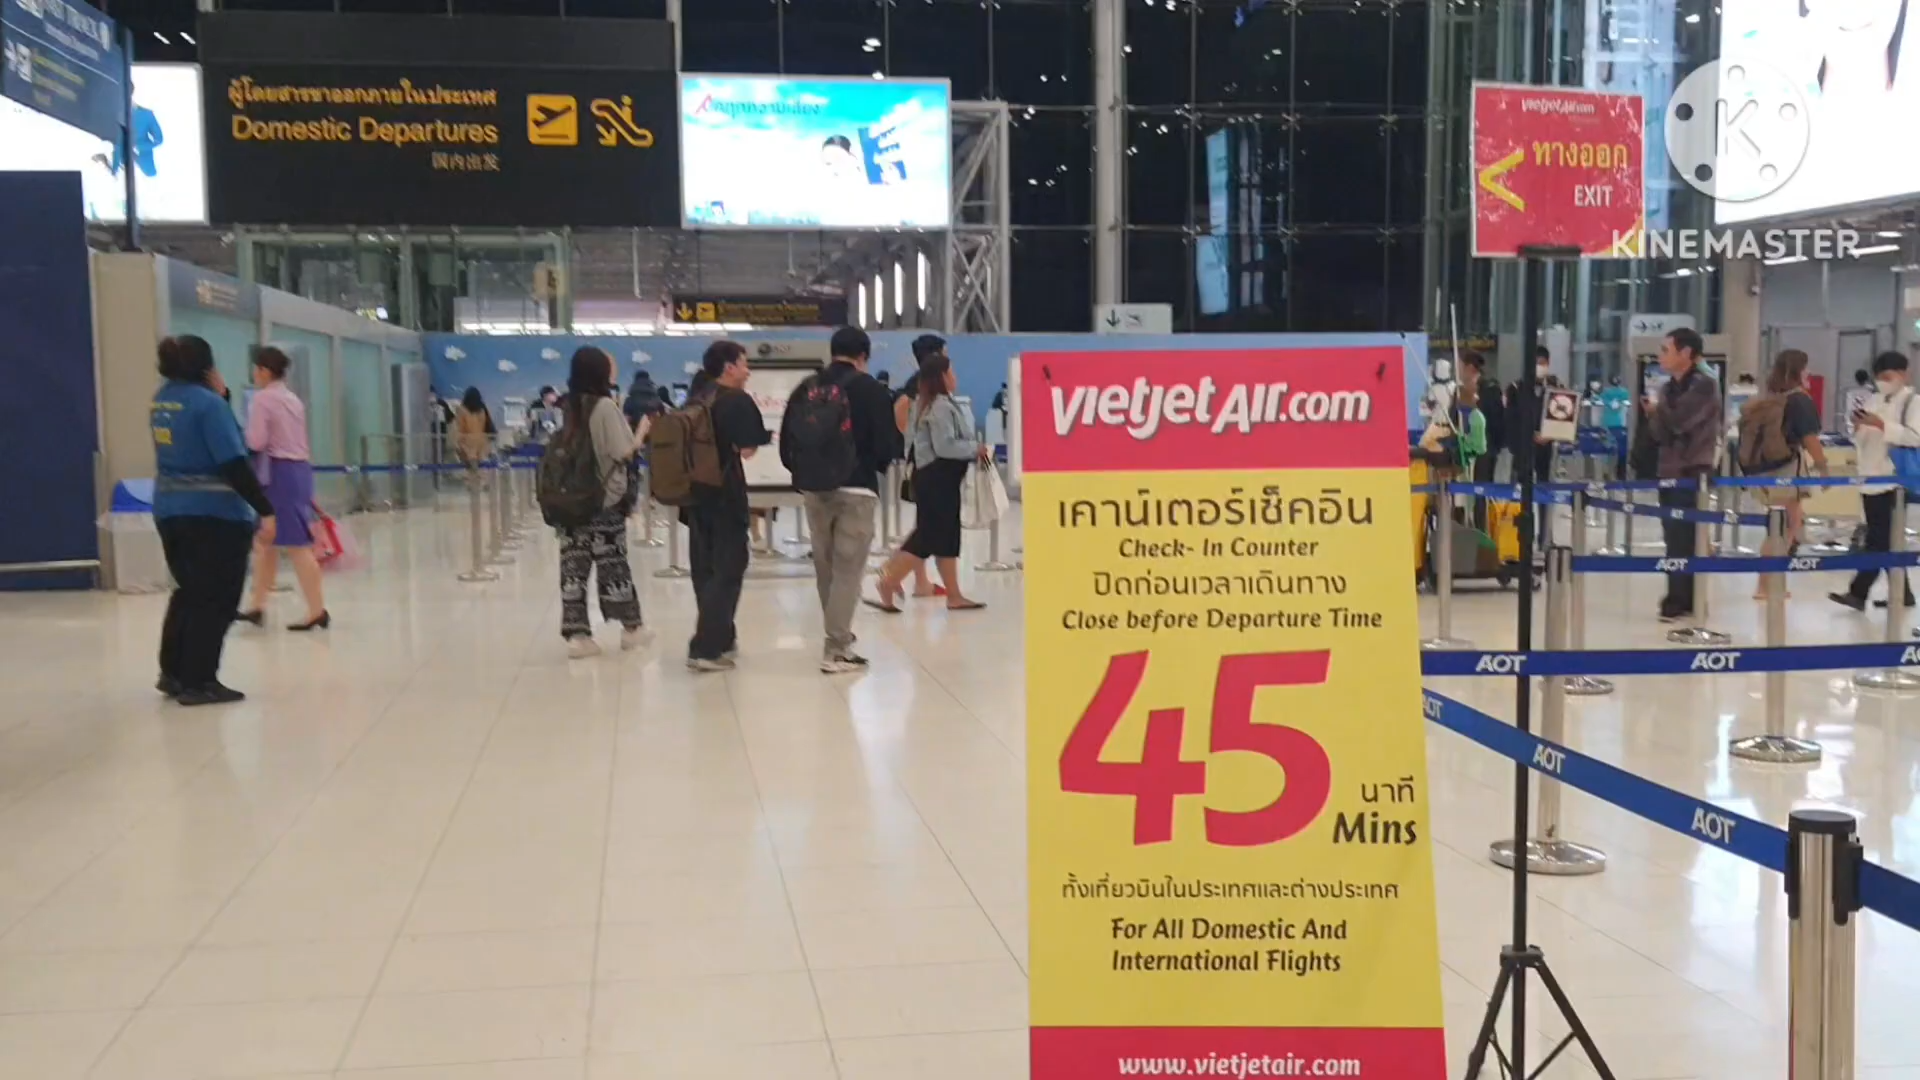 ผู้โดยสารขาออกภายในประเทศ
Domestic Departures
国内出发
vietjetAir.com
ทางออก
EXIT
KINEMASTER
vietjetAir.com
เคาน์เตอร์เช็คอิน
Check- In Counter
ปิดก่อนเวลาเดินทาง
Close before Departure Time
45
นาที
Mins
ทั้งเที่ยวบินในประเทศและต่างประเทศ
For All Domestic And
International Flights
www.vietjetair.com
AOT
AOT
AOT
AOT
AOT
AOT
AOT